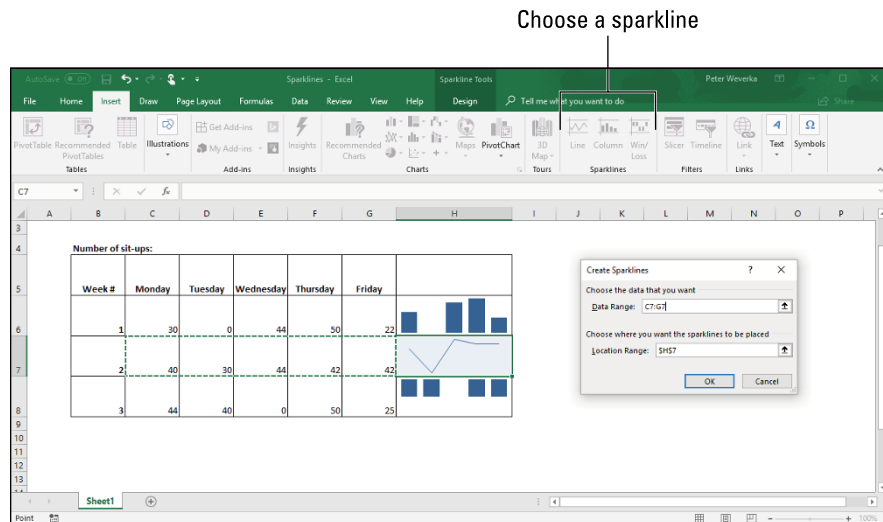 Choose a sparkline
AutoSave Off Sparklines - Excel Sparkline Tools Peter Weverka
File Home Insert Draw Page Layout Formulas Data Review View Help Design Tell me what you want to do Share
PivotTable Recommended PivotTables Table Illustrations Get Add-ins My Add-ins Insights Recommended Charts Maps PivotChart 3D Map Line Column Win/Loss Slicer Timeline Link Text Symbols
Tables Add-ins Insights Charts Tours Sparklines Filters Links
C7 fx
A B C D E F G H I J K L M N O P
3
4 Number of sit-ups:
5 Week # Monday Tuesday Wednesday Thursday Friday
6 1 30 0 44 50 22
7 2 40 30 44 42 42
8 3 44 40 0 50 25
9
10
11
12
13
Create Sparklines ? X
Choose the data that you want
Data Range: C7:G7
Choose where you want the sparklines to be placed
Location Range: $H$7
OK Cancel
Sheet1
Point 100%